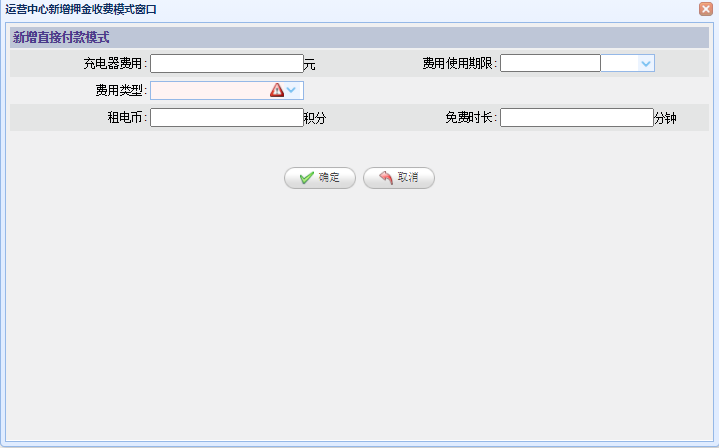 运营中心新增押金收费模式窗口
新增直接付款模式
充电器费用: 元 费用使用期限:
费用类型:
租电币: 积分 免费时长: 分钟
确定 取消